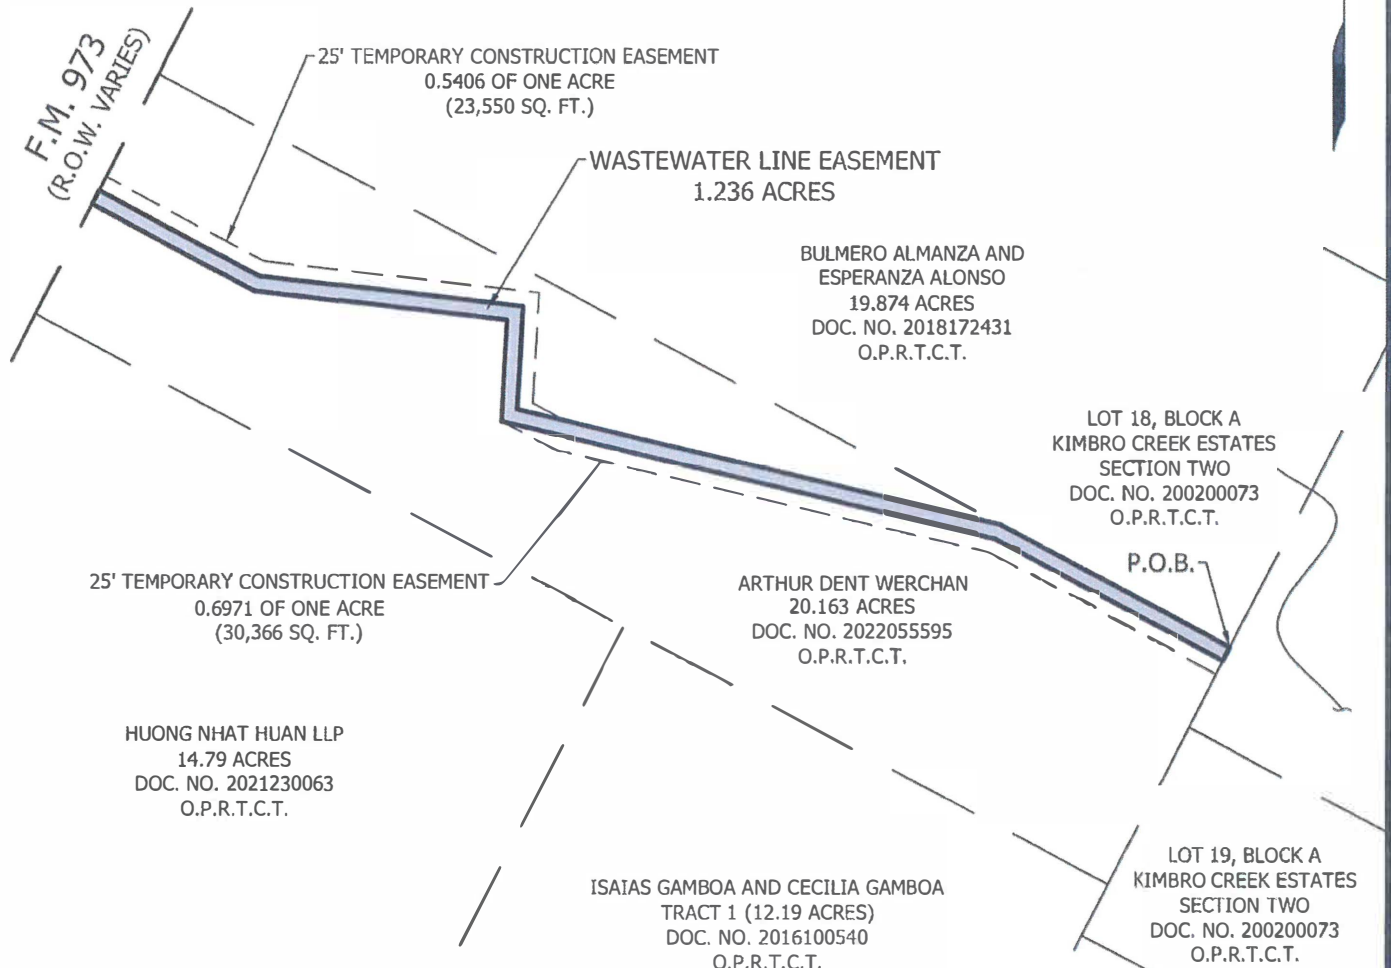 F.M. 973
(R.O.W. VARIES)
25' TEMPORARY CONSTRUCTION EASEMENT
0.5406 OF ONE ACRE
(23,550 SQ. FT.)
WASTEWATER LINE EASEMENT
1.236 ACRES
BULMERO ALMANZA AND
ESPERANZA ALONSO
19.874 ACRES
DOC. NO. 2018172431
O.P.R.T.C.T.
LOT 18, BLOCK A
KIMBRO CREEK ESTATES
SECTION TWO
DOC. NO. 200200073
O.P.R.T.C.T.
P.O.B.
25' TEMPORARY CONSTRUCTION EASEMENT
0.6971 OF ONE ACRE
(30,366 SQ. FT.)
ARTHUR DENT WERCHAN
20.163 ACRES
DOC. NO. 2022055595
O.P.R.T.C.T.
HUONG NHAT HUAN LLP
14.79 ACRES
DOC. NO. 2021230063
O.P.R.T.C.T.
ISAIAS GAMBOA AND CECILIA GAMBOA
TRACT 1 (12.19 ACRES)
DOC. NO. 2016100540
O.P.R.T.C.T.
LOT 19, BLOCK A
KIMBRO CREEK ESTATES
SECTION TWO
DOC. NO. 200200073
O.P.R.T.C.T.